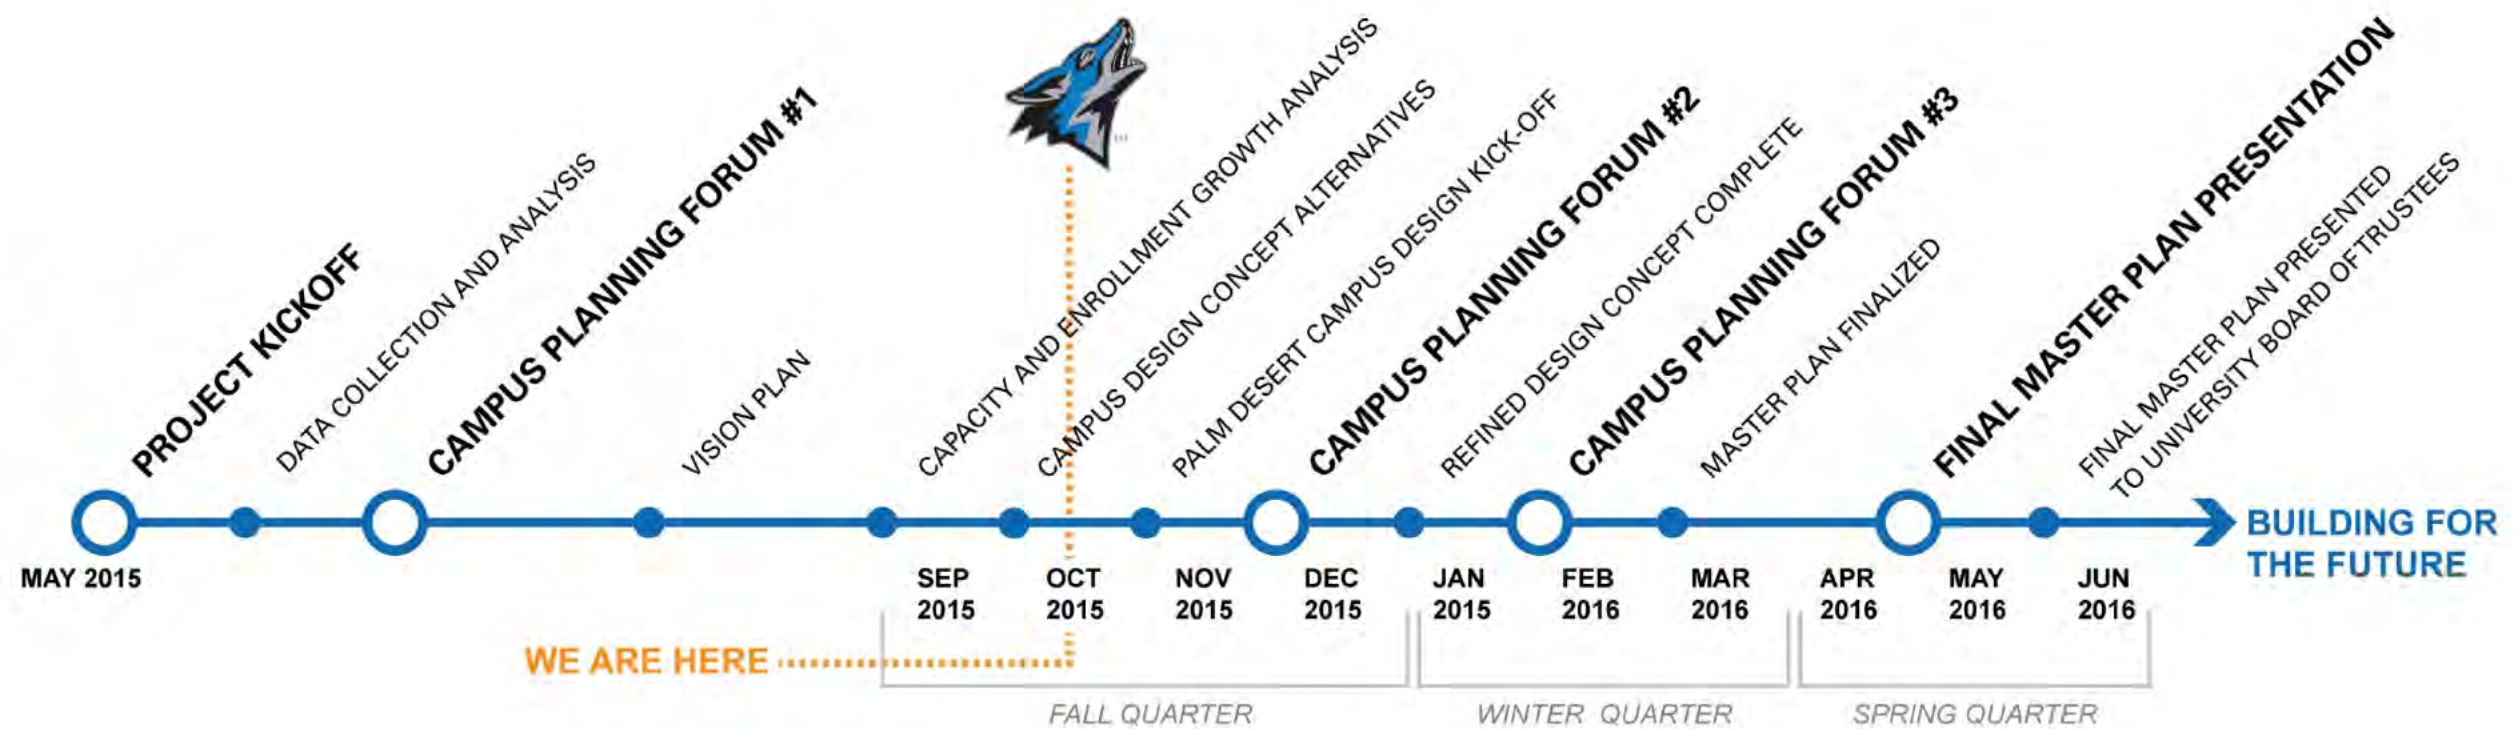 PROJECT KICKOFF
DATA COLLECTION AND ANALYSIS
CAMPUS PLANNING FORUM #1
VISION PLAN
CAPACITY AND ENROLLMENT GROWTH ANALYSIS
CAMPUS DESIGN CONCEPT ALTERNATIVES
PALM DESERT CAMPUS DESIGN KICK-OFF
CAMPUS PLANNING FORUM #2
REFINED DESIGN CONCEPT COMPLETE
CAMPUS PLANNING FORUM #3
MASTER PLAN FINALIZED
FINAL MASTER PLAN PRESENTATION
FINAL MASTER PLAN PRESENTED
TO UNIVERSITY BOARD OFTRUSTEES
BUILDING FOR
THE FUTURE
MAY 2015
SEP
2015
OCT
2015
NOV
2015
DEC
2015
JAN
2015
FEB
2016
MAR
2016
APR
2016
MAY
2016
JUN
2016
WE ARE HERE
FALL QUARTER
WINTER QUARTER
SPRING QUARTER